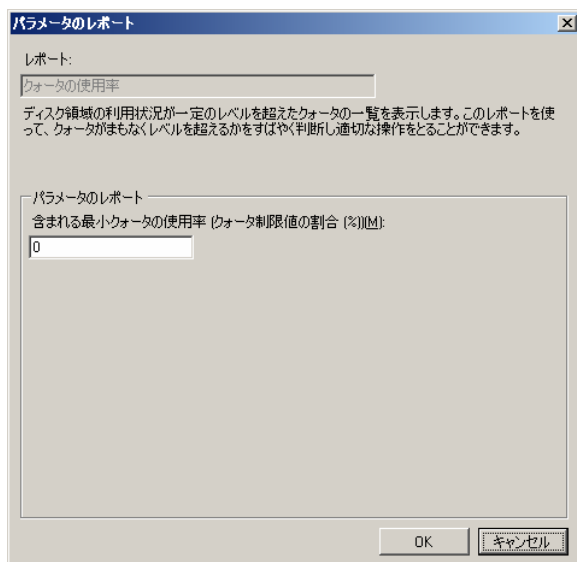 パラメータのレポート
レポート:
クォータの使用率
ディスク領域の利用状況が一定のレベルを超えたクォータの一覧を表示します。このレポートを使
って、クォータがまもなくレベルを超えるかをすばやく判断し適切な操作をとることができます。
パラメータのレポート
含まれる最小クォータの使用率 (クォータ制限値の割合 (%))(M):
0
OK
キャンセル